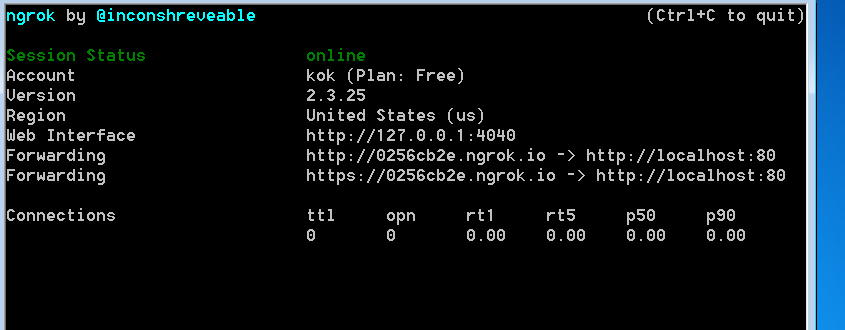 ngrok by @inconshreveable (Ctrl+C to quit)
Session Status online
Account kok (Plan: Free)
Version 2.3.25
Region United States (us)
Web Interface http://127.0.0.1:4040
Forwarding http://0256cb2e.ngrok.io -> http://localhost:80
Forwarding https://0256cb2e.ngrok.io -> http://localhost:80
Connections ttl opn rt1 rt5 p50 p90
0 0 0.00 0.00 0.00 0.00